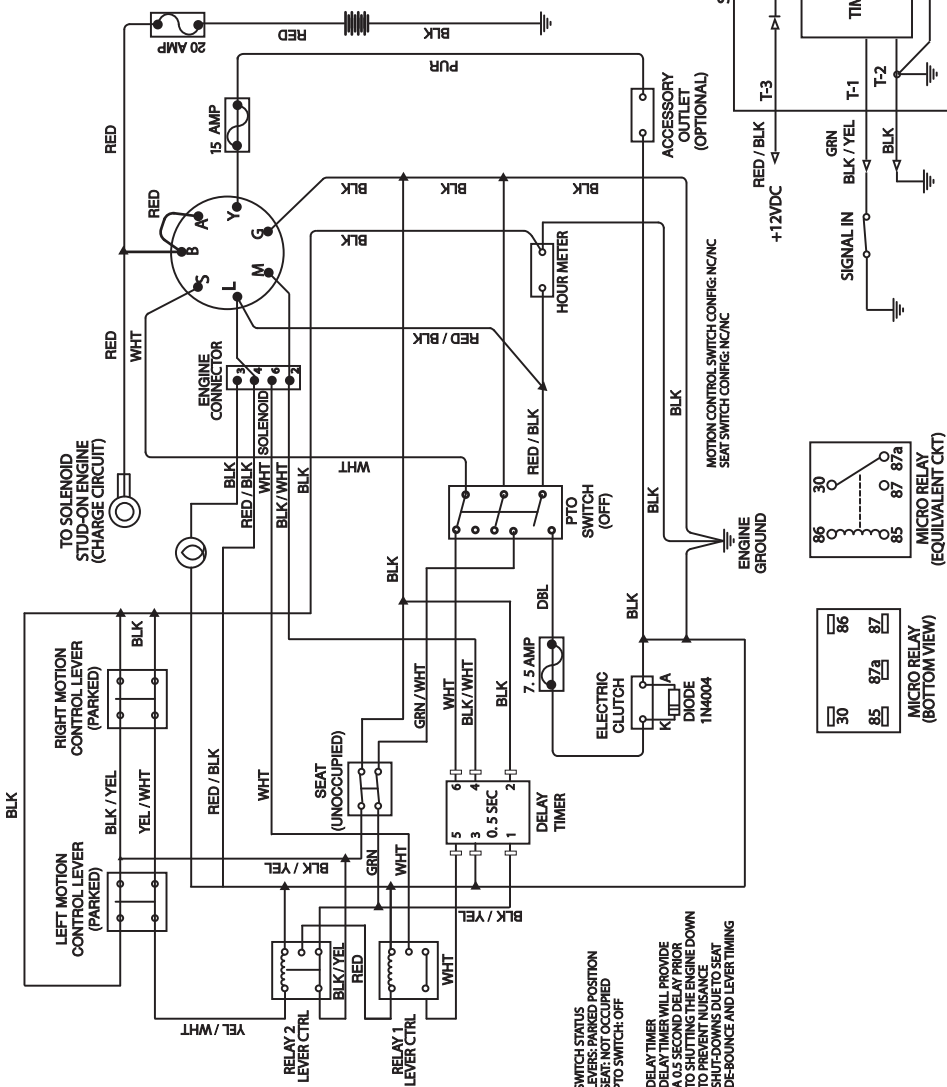 20 AMP
RED
BLK
PUR
RED
15 AMP
RED
A
B
Y
S
G
L
M
ACCESSORY
OUTLET
(OPTIONAL)
BLK
BLK
BLK
BLK
RED
WHT
RED / BLK
HOUR METER
ENGINE
CONNECTOR
3
4
6
2
SOLENOID
TO SOLENOID
STUD-ON ENGINE
(CHARGE CIRCUIT)
BLK
RED / BLK
WHT
BLK / WHT
BLK
WHT
RED / BLK
BLK
BLK
PTO
SWITCH
(OFF)
ENGINE
GROUND
MOTION CONTROL SWITCH CONFIG: NC/NC
SEAT SWITCH CONFIG: NC/NC
RIGHT MOTION
CONTROL LEVER
(PARKED)
BLK
BLK
DBL
BLK
GRN / WHT
WHT
BLK / WHT
BLK
7. 5 AMP
ELECTRIC
CLUTCH
K
A
DIODE
1N4004
BLK
BLK / YEL
YEL / WHT
RED / BLK
WHT
SEAT
(UNOCCUPIED)
6
4
2
5
3
1
0. 5 SEC
DELAY
TIMER
LEFT MOTION
CONTROL LEVER
(PARKED)
BLK / YEL
GRN
WHT
BLK / YEL
YEL / WHT
BLK / YEL
RED
WHT
RELAY 2
LEVER CTRL
RELAY 1
LEVER CTRL
SWITCH STATUS
LEVERS: PARKED POSITION
SEAT: NOT OCCUPIED
PTO SWITCH: OFF
DELAY TIMER
DELAY TIMER WILL PROVIDE
A 0.5 SECOND DELAY PRIOR
TO SHUTTING THE ENGINE DOWN
TO PREVENT NUISANCE
SHUT-DOWNS DUE TO SEAT
DE-BOUNCE AND LEVER TIMING
TIM
T-3
T-1
T-2
RED / BLK
+12VDC
GRN
BLK / YEL
BLK
SIGNAL IN
86
30
85
87
87a
MICRO RELAY
(EQUILVALENT CKT)
30
86
85
87a
87
MICRO RELAY
(BOTTOM VIEW)